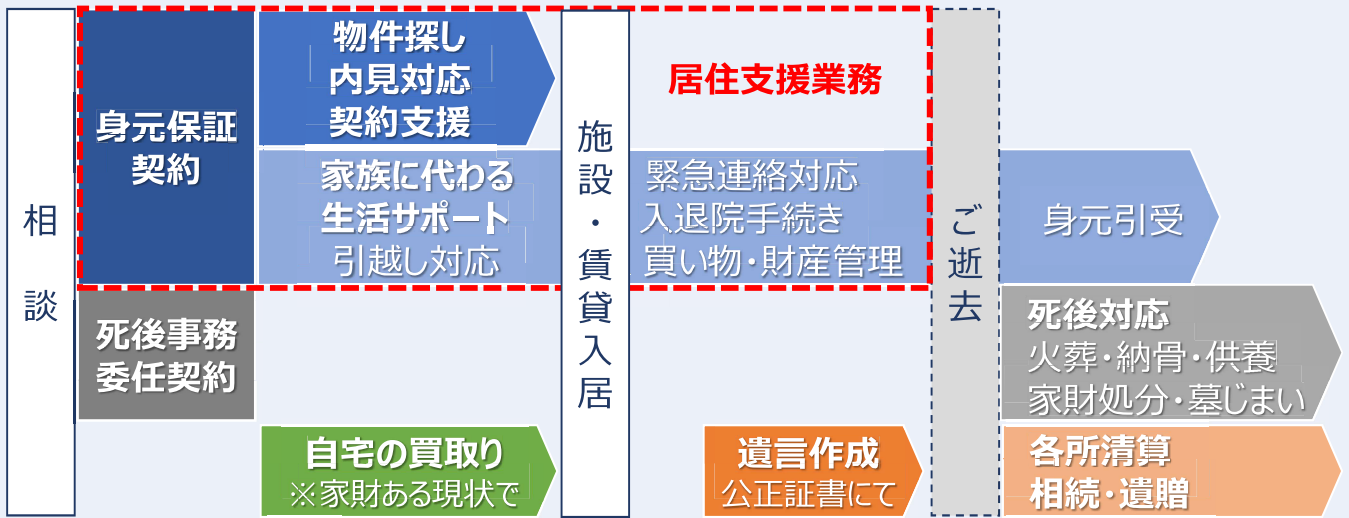 相談
身元保証
契約
死後事務
委任契約
物件探し
内見対応
契約支援
家族に代わる
生活サポート
引越し対応
自宅の買取り
※家財ある現状で
施設・賃貸入居
居住支援業務
緊急連絡対応
入退院手続き
買い物・財産管理
遺言作成
公正証書にて
ご逝去
身元引受
死後対応
火葬・納骨・供養
家財処分・墓じまい
各所清算
相続・遺贈